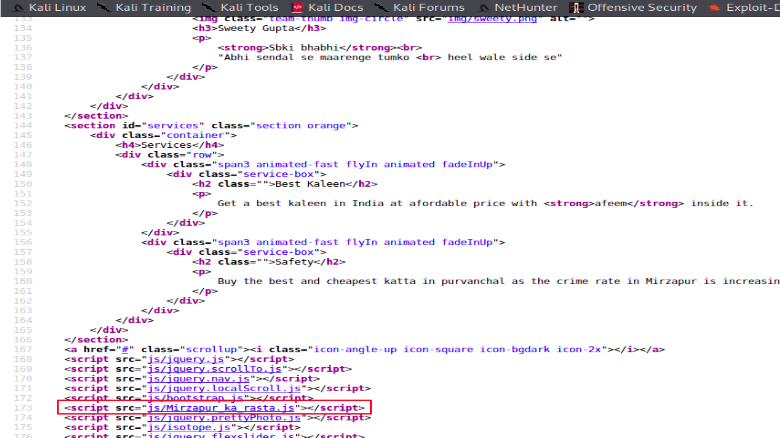 Kali Linux Kali Training Kali Tools Kali Docs Kali Forums NetHunter Offensive Security Exploit-D
133 <img class="team-thumb img-circle" src="img/sweety.png" alt="">
134 <h3>Sweety Gupta</h3>
135 <p>
136 <strong>Sbki bhabhi</strong><br>
137 "Abhi sendal se maarenge tumko <br> heel wale side se"
138 </p>
139 </div>
140 </div>
141 </div>
142 </div>
143 </section>
144 <section id="services" class="section orange">
145 <div class="container">
146 <h4>Services</h4>
147 <div class="row">
148 <div class="span3 animated-fast flyIn animated fadeInUp">
149 <div class="service-box">
150 <h2 class="">Best Kaleen</h2>
151 <p>
152 Get a best kaleen in India at afordable price with <strong>afeem</strong> inside it.
153 </p>
154 </div>
155 </div>
156 <div class="span3 animated-fast flyIn animated fadeInUp">
157 <div class="service-box">
158 <h2 class="">Safety</h2>
159 <p>
160 Buy the best and cheapest katta in purvanchal as the crime rate in Mirzapur is increasin
161 </p>
162 </div>
163 </div>
164 </div>
165 </div>
166 </section>
167 <a href="#" class="scrollup"><i class="icon-angle-up icon-square icon-bgdark icon-2x"></i></a>
168 <script src="js/jquery.js"></script>
169 <script src="js/jquery.scrollTo.js"></script>
170 <script src="js/jquery.nav.js"></script>
171 <script src="js/jquery.localScroll.js"></script>
172 <script src="js/bootstrap.js"></script>
173 <script src="js/Mirzapur_ka_rasta.js"></script>
174 <script src="js/jquery.prettyPhoto.js"></script>
175 <script src="js/isotope.js"></script>
176 <script src="js/jquery.flexslider.js"></script>